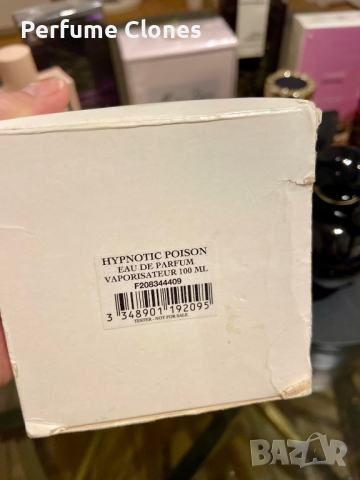 Perfume Clones
HYPNOTIC POISON
EAU DE PARFUM
VAPORISATEUR 100 ML
F208344409
3 348901 192095
TESTER - NOT FOR SALE
BAZAR